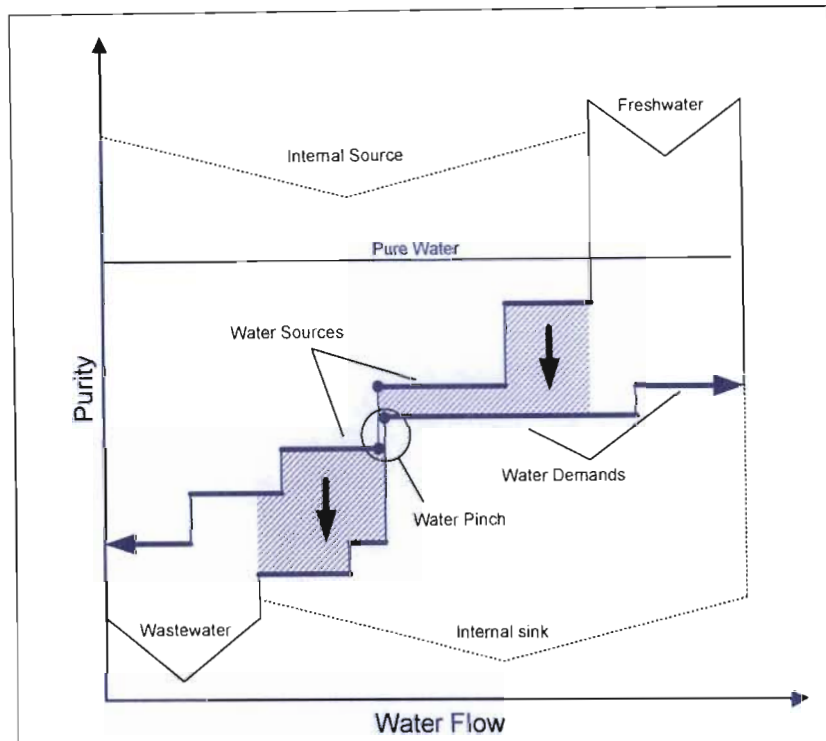 Freshwater
Internal Source
Pure Water
Water Sources
Purity
Water Demands
Water Pinch
Wastewater
Internal sink
Water Flow